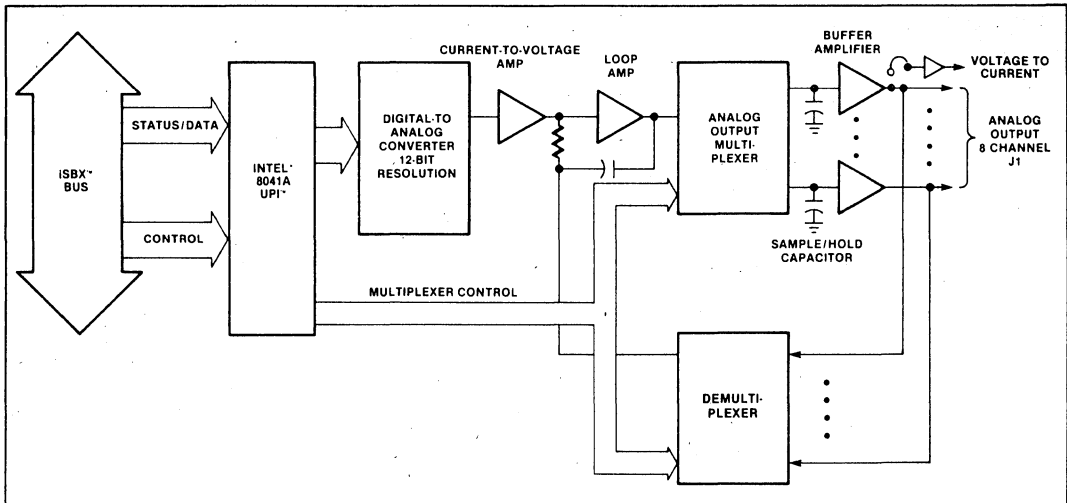 CURRENT-TO-VOLTAGE
AMP
LOOP
AMP
BUFFER
AMPLIFIER
VOLTAGE TO
CURRENT
iSBX™
BUS
STATUS/DATA
CONTROL
INTEL®
8041A
UPI™
DIGITAL-TO
ANALOG
CONVERTER
12-BIT
RESOLUTION
ANALOG
OUTPUT
MULTI-
PLEXER
ANALOG
OUTPUT
8 CHANNEL
J1
SAMPLE/HOLD
CAPACITOR
MULTIPLEXER CONTROL
DEMULTI-
PLEXER